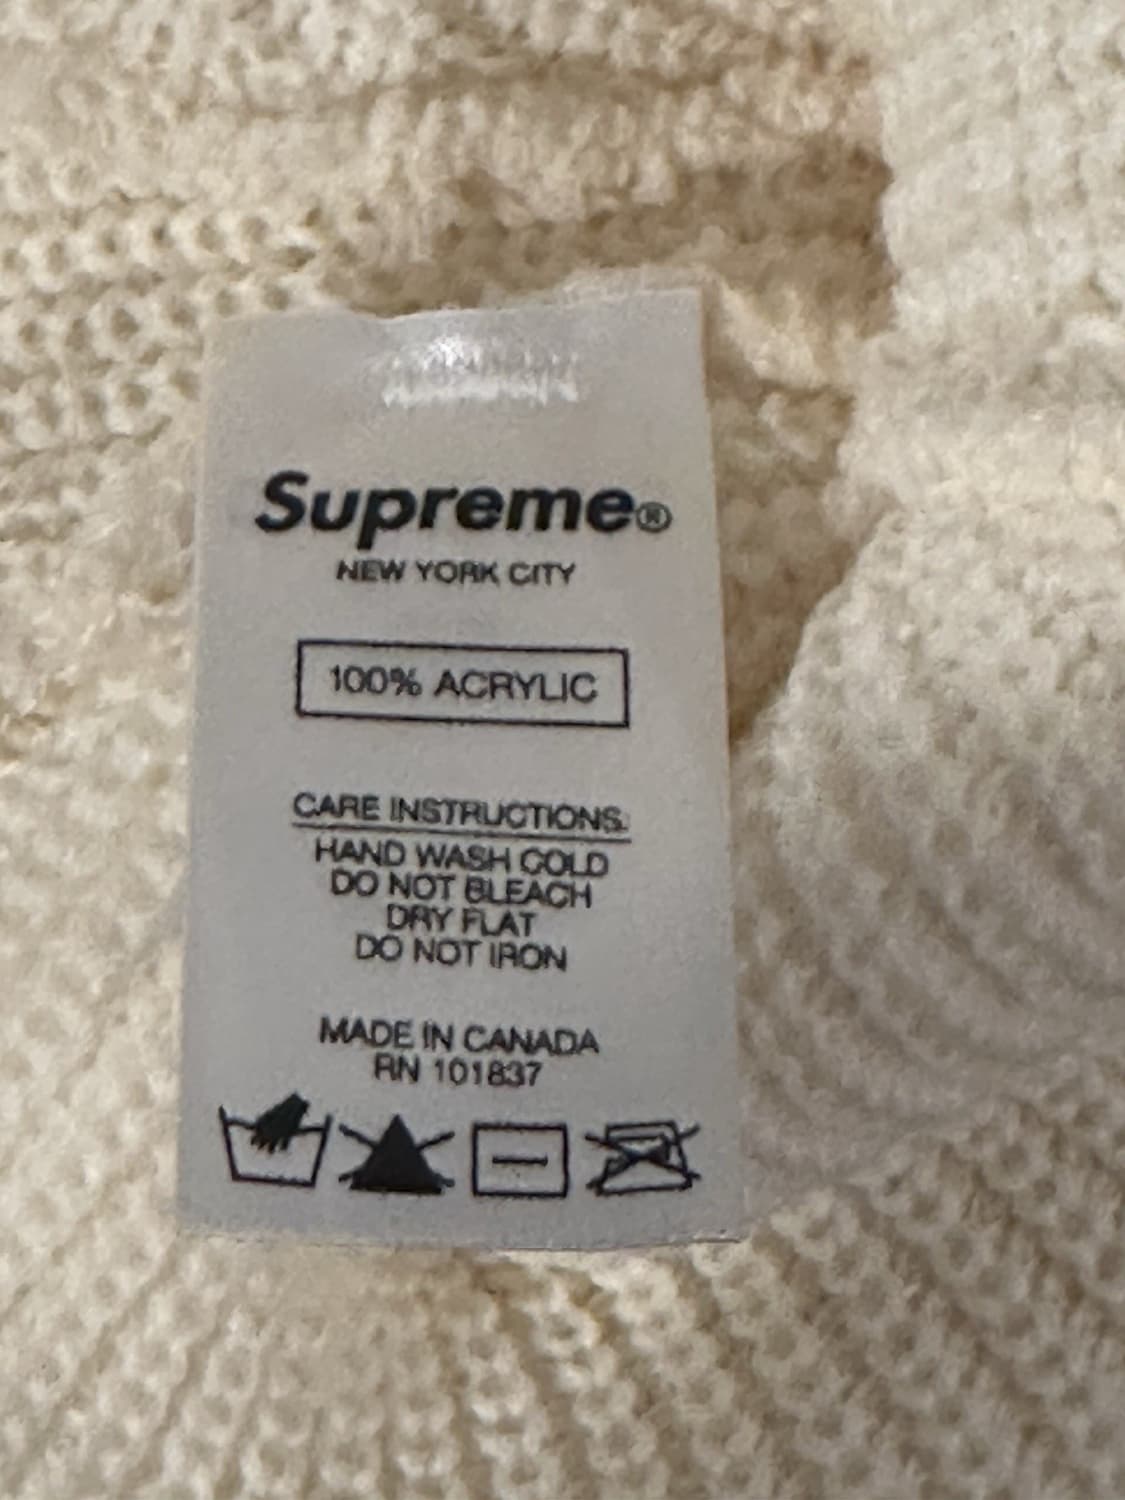 Supreme®
NEW YORK CITY
100% ACRYLIC
CARE INSTRUCTIONS:
HAND WASH COLD
DO NOT BLEACH
DRY FLAT
DO NOT IRON
MADE IN CANADA
RN 101837